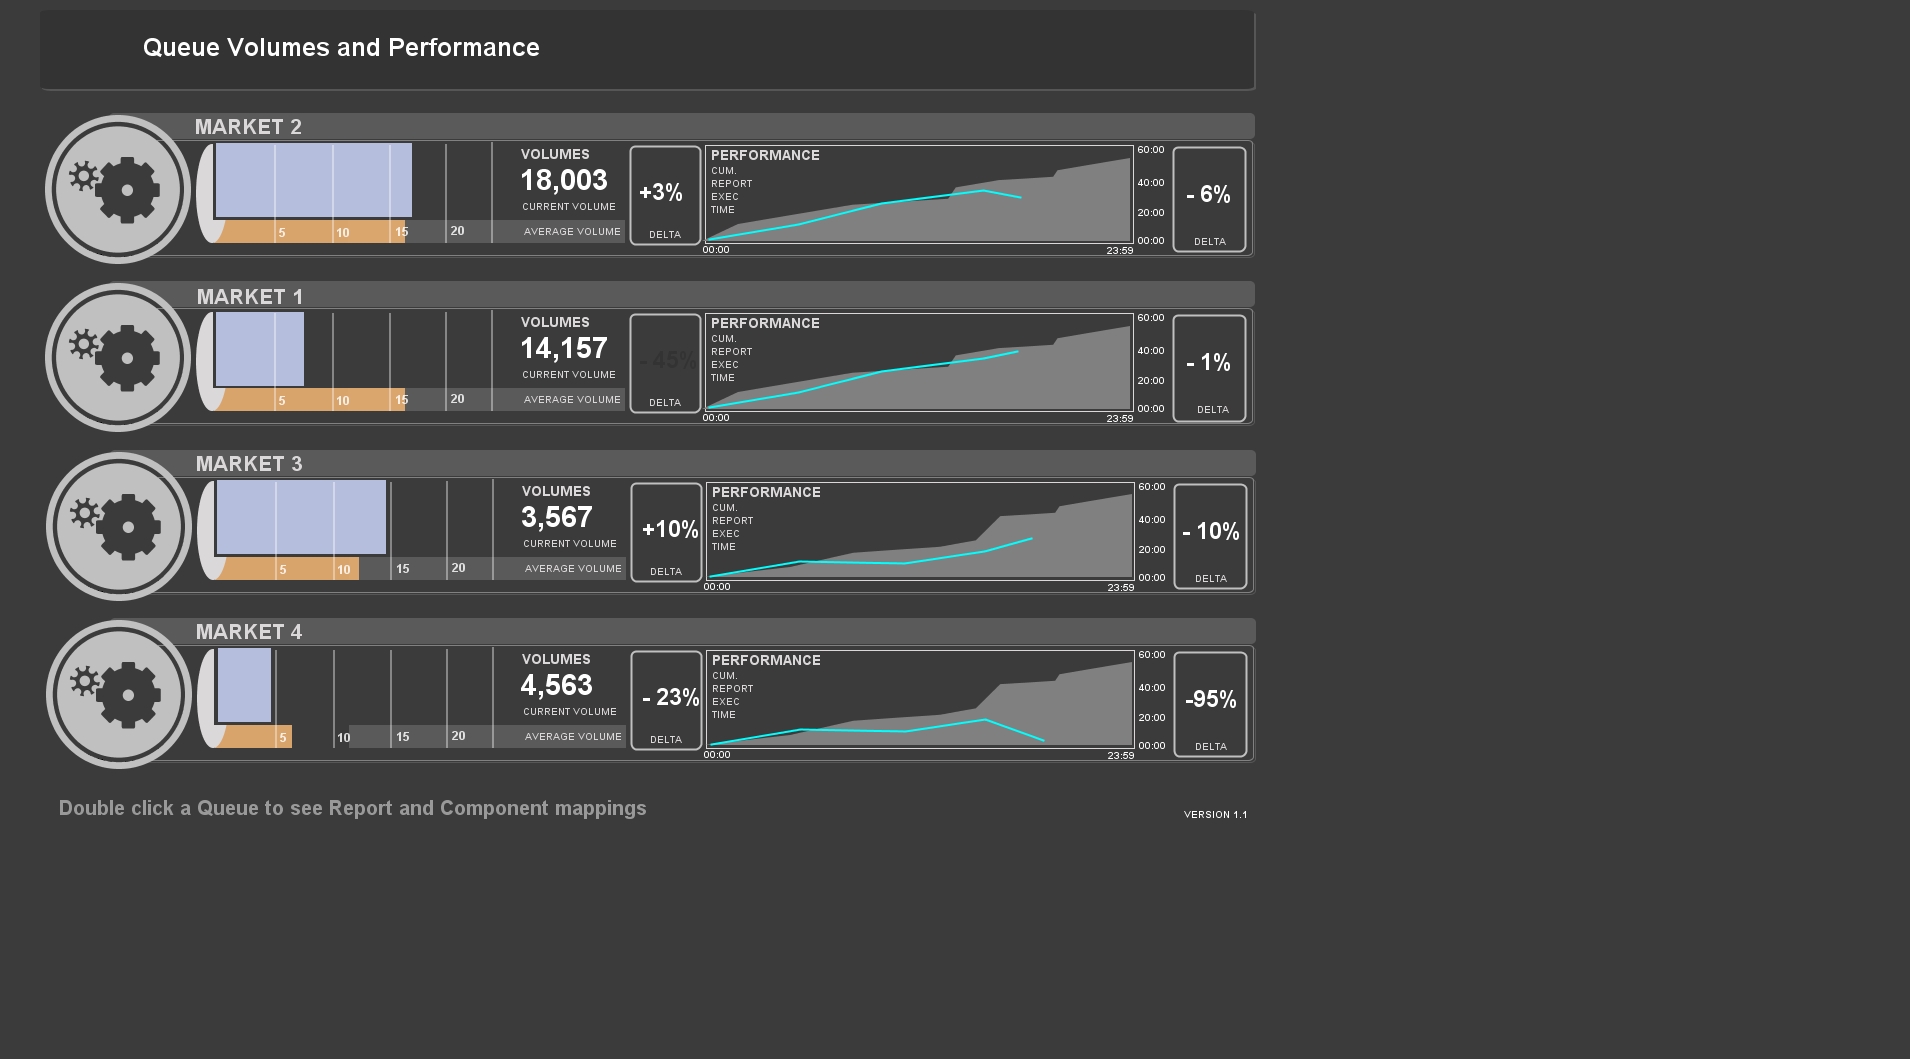 Queue Volumes and Performance
MARKET 2
VOLUMES
18,003
CURRENT VOLUME
5 10 15 20
AVERAGE VOLUME
+3%
DELTA
PERFORMANCE
CUM.
REPORT
EXEC
TIME
60:00
40:00
20:00
00:00
00:00 23:59
- 6%
DELTA
MARKET 1
VOLUMES
14,157
CURRENT VOLUME
5 10 15 20
AVERAGE VOLUME
- 45%
DELTA
PERFORMANCE
CUM.
REPORT
EXEC
TIME
60:00
40:00
20:00
00:00
00:00 23:59
- 1%
DELTA
MARKET 3
VOLUMES
3,567
CURRENT VOLUME
5 10 15 20
AVERAGE VOLUME
+10%
DELTA
PERFORMANCE
CUM.
REPORT
EXEC
TIME
60:00
40:00
20:00
00:00
00:00 23:59
- 10%
DELTA
MARKET 4
VOLUMES
4,563
CURRENT VOLUME
5 10 15 20
AVERAGE VOLUME
- 23%
DELTA
PERFORMANCE
CUM.
REPORT
EXEC
TIME
60:00
40:00
20:00
00:00
00:00 23:59
-95%
DELTA
Double click a Queue to see Report and Component mappings
VERSION 1.1